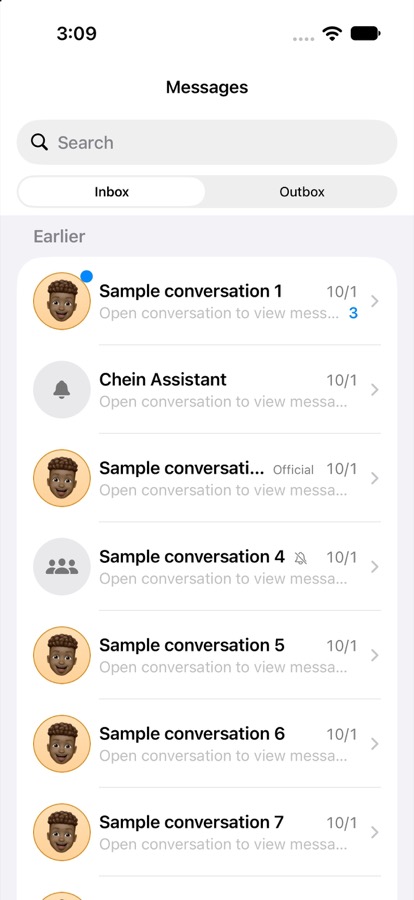 3:09
Messages
Search
Inbox
Outbox
Earlier
Sample conversation 1 10/1
Open conversation to view mess... 3
Chein Assistant 10/1
Open conversation to view messa...
Sample conversati... Official 10/1
Open conversation to view messa...
Sample conversation 4 10/1
Open conversation to view messa...
Sample conversation 5 10/1
Open conversation to view messa...
Sample conversation 6 10/1
Open conversation to view messa...
Sample conversation 7 10/1
Open conversation to view messa...